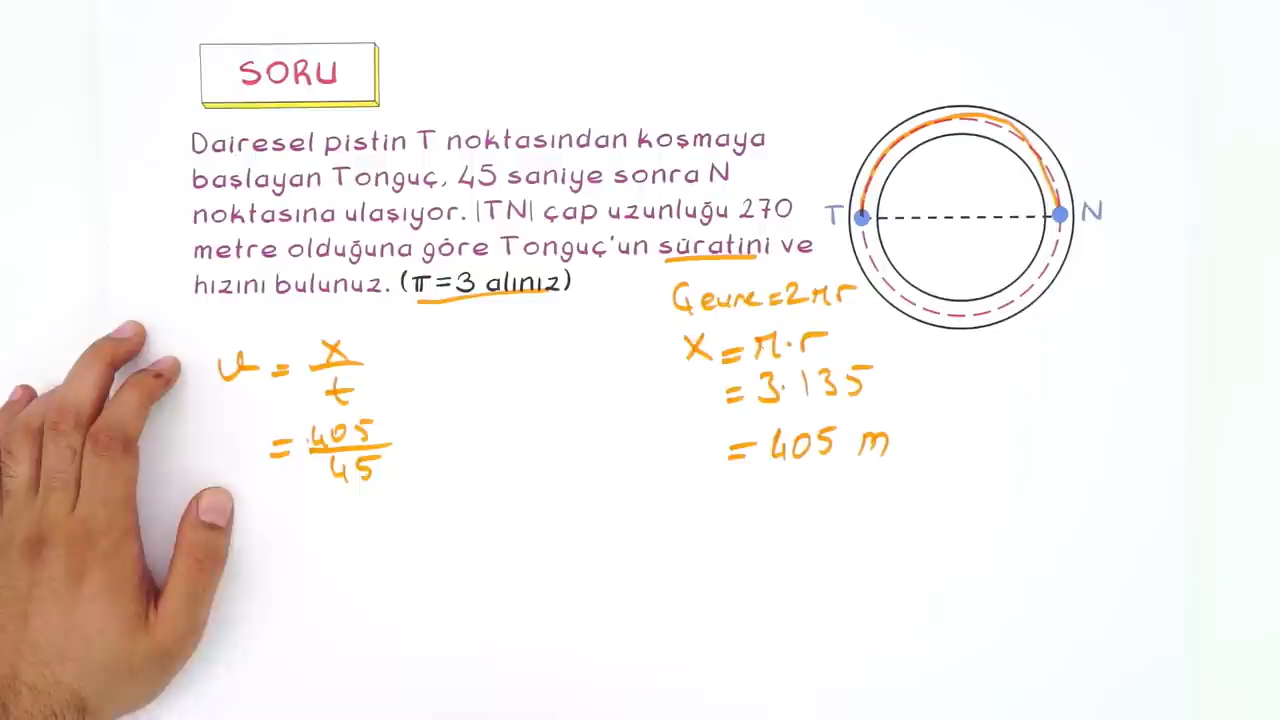 SORU
Dairesel pistin T noktasından koşmaya
başlayan Tonguç, 45 saniye sonra N
noktasına ulaşıyor. |TN| çap uzunluğu 270
metre olduğuna göre Tonguç'un süratini ve
hızını bulunuz. (π=3 alınız)
T
N
Çevre=2πr
x = π.r
= 3.135
= 405 m
v = x/t
= 405/45